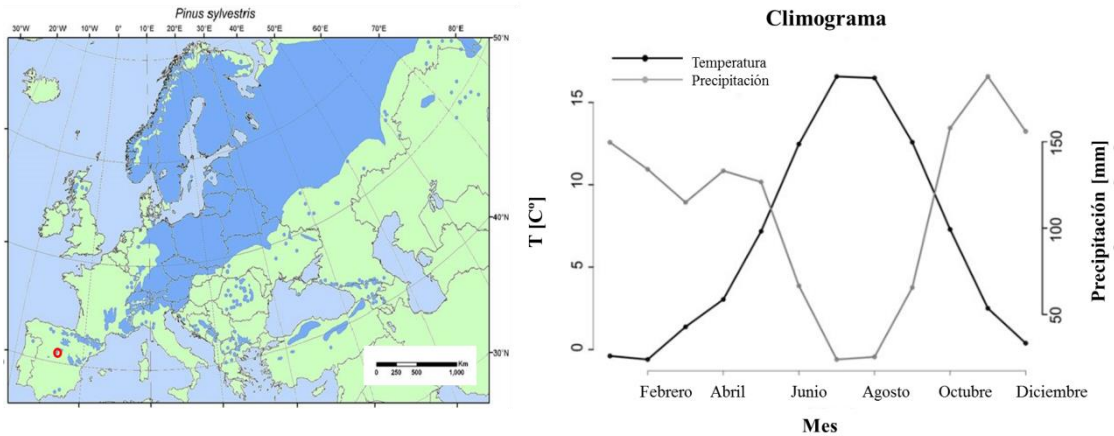 Pinus sylvestris
30°W 20°W 10°W 0° 10°E 20°E 30°E 40°E 50°E 60°E 70°E 80°E
50°N
40°N
30°N
Km
0 250 500 1,000
Climograma
Temperatura
Precipitación
T [Cº]
15
10
5
0
Precipitación [mm]
150
100
50
Febrero Abril Junio Agosto Octubre Diciembre
Mes